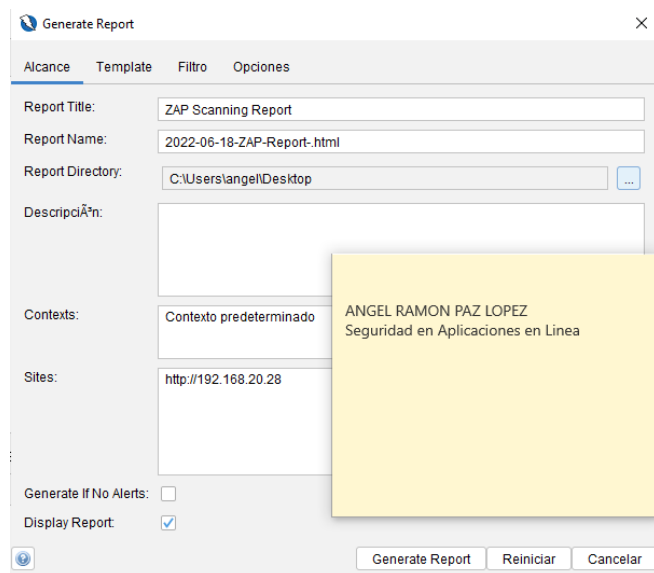 Generate Report
Alcance Template Filtro Opciones
Report Title: ZAP Scanning Report
Report Name: 2022-06-18-ZAP-Report-.html
Report Directory: C:\Users\angel\Desktop ...
DescripciÃ³n:
Contexts: Contexto predeterminado
ANGEL RAMON PAZ LOPEZ
Seguridad en Aplicaciones en Linea
Sites: http://192.168.20.28
Generate If No Alerts:
Display Report:
Generate Report Reiniciar Cancelar